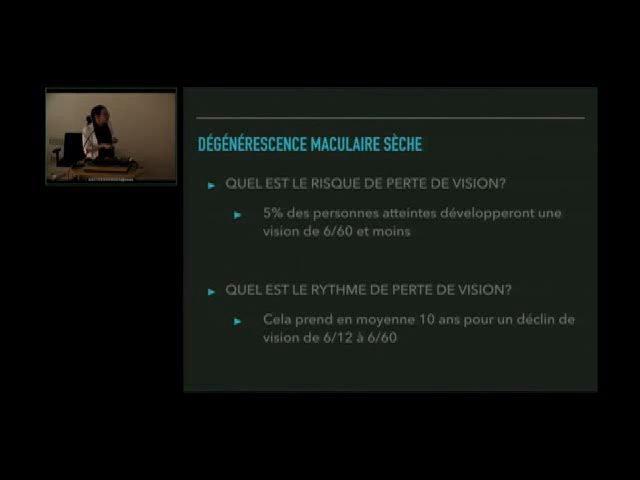 DÉGÉNÉRESCENCE MACULAIRE SÈCHE
QUEL EST LE RISQUE DE PERTE DE VISION?
5% des personnes atteintes développeront une
vision de 6/60 et moins
QUEL EST LE RYTHME DE PERTE DE VISION?
Cela prend en moyenne 10 ans pour un déclin de
vision de 6/12 à 6/60